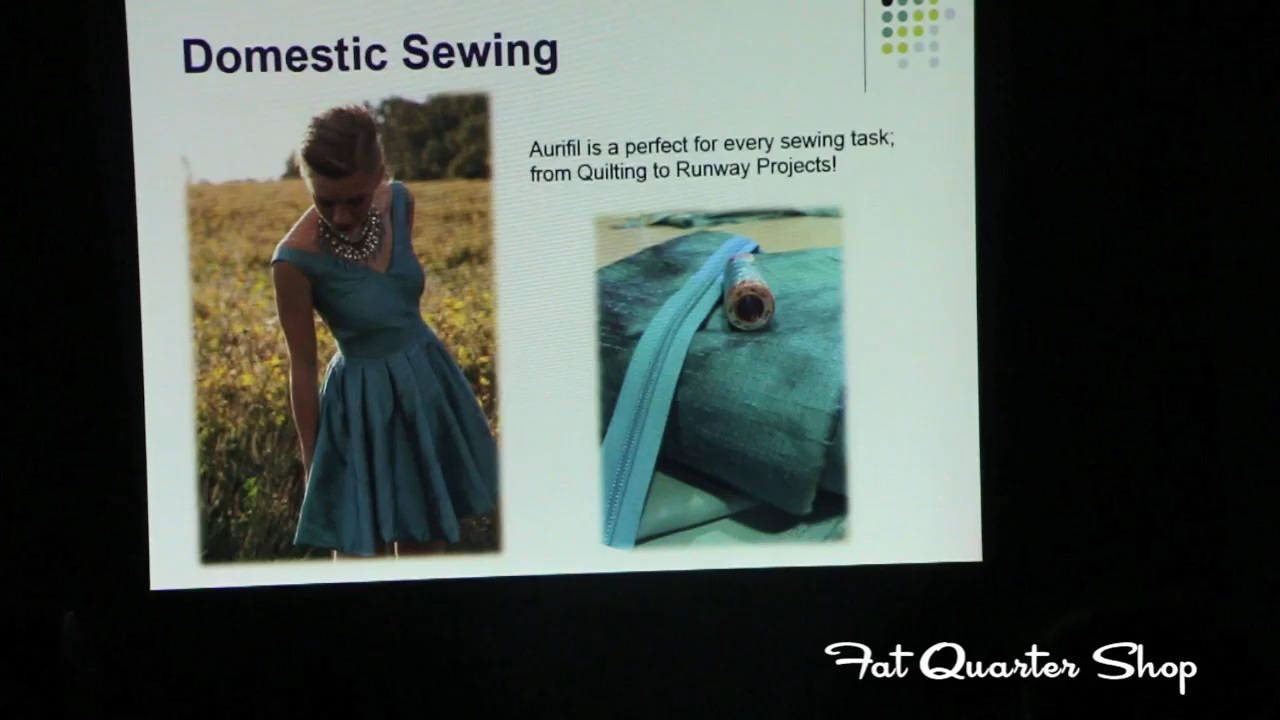 Domestic Sewing
Aurifil is a perfect for every sewing task;
from Quilting to Runway Projects!
Fat Quarter Shop